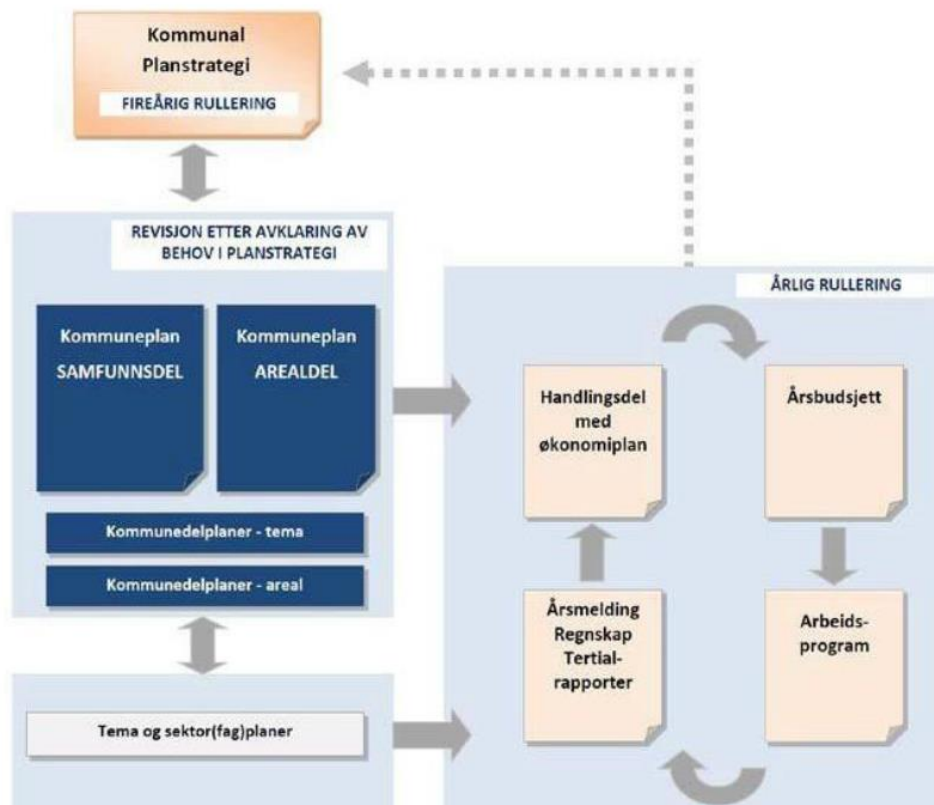 Kommunal
Planstrategi
FIREÅRIG RULLERING
REVISJON ETTER AVKLARING AV
BEHOV I PLANSTRATEGI
Kommuneplan
SAMFUNNSDEL
Kommuneplan
AREALDEL
Kommunedelplaner - tema
Kommunedelplaner - areal
Tema og sektor(fag)planer
ÅRLIG RULLERING
Handlingsdel
med
økonomiplan
Årsbudsjett
Årsmelding
Regnskap
Tertial-
rapporter
Arbeids-
program